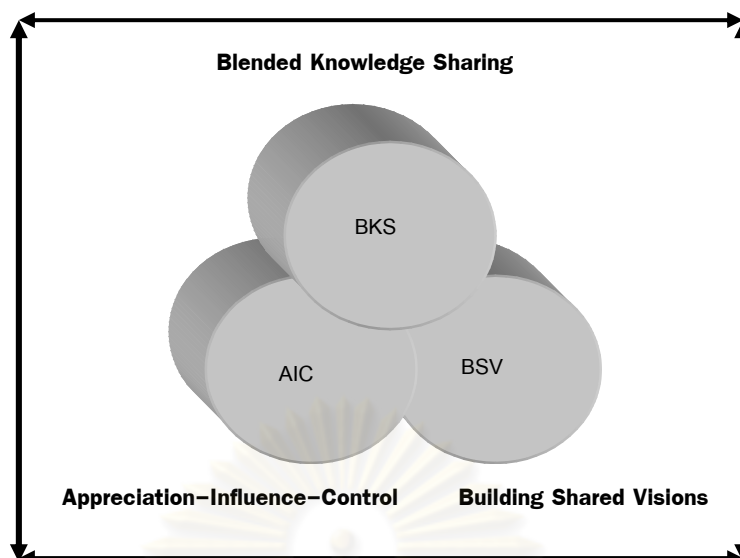 Blended Knowledge Sharing
BKS
AIC
BSV
Appreciation–Influence–Control
Building Shared Visions